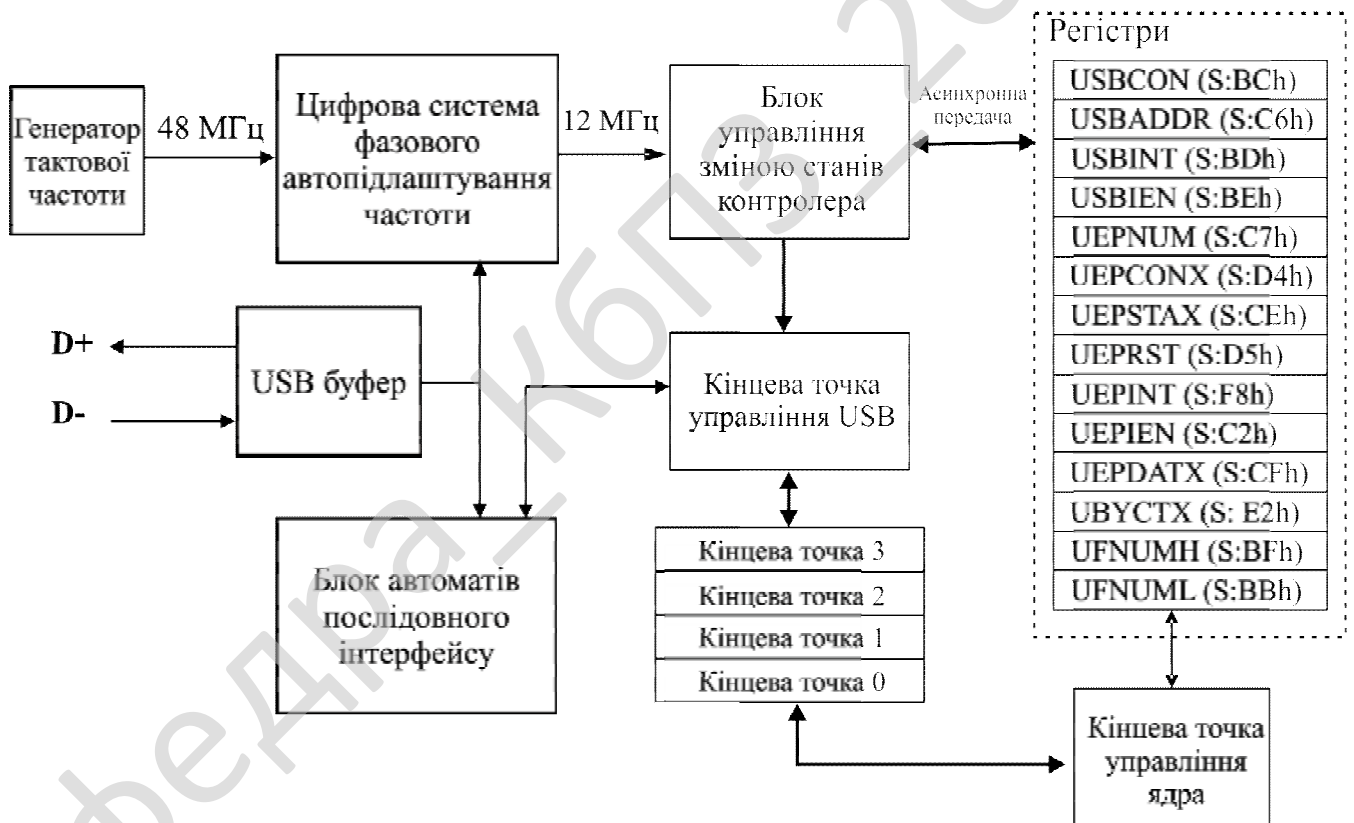 Генератор
тактової
частоти
48 МГц
Цифрова система
фазового
автопідлаштування
частоти
12 МГц
Блок
управління
зміною станів
контролера
Асинхронна
передача
Регістри
USBCON (S:BCh)
USBADDR (S:C6h)
USBINT (S:BDh)
USBIEN (S:BEh)
UEPNUM (S:C7h)
UEPCONX (S:D4h)
UEPSTAX (S:CEh)
UEPRST (S:D5h)
UEPINT (S:F8h)
UEPIEN (S:C2h)
UEPDATX (S:CFh)
UBYCTX (S: E2h)
UFNUMH (S:BFh)
UFNUML (S:BBh)
D+
D-
USB буфер
Кінцева точка
управління USB
Блок автоматів
послідовного
інтерфейсу
Кінцева точка 3
Кінцева точка 2
Кінцева точка 1
Кінцева точка 0
Кінцева точка
управління
ядра
федра_КбПЗ_20